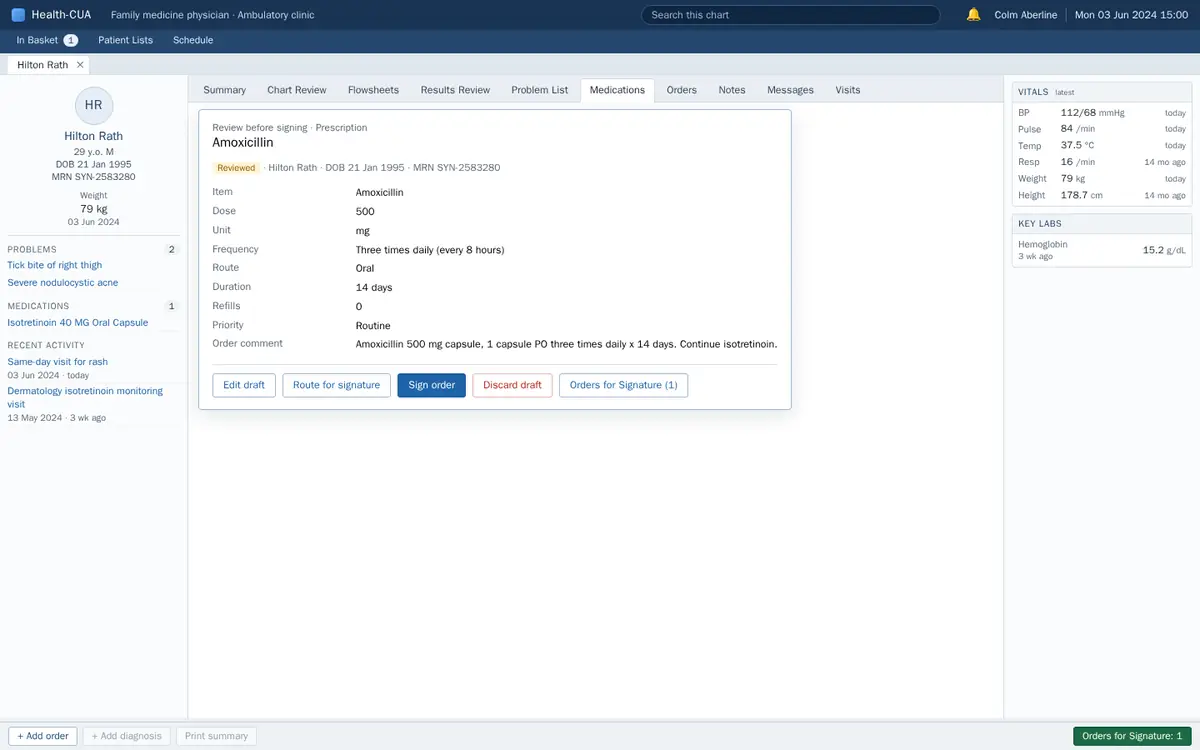 Health-CUA
Family medicine physician · Ambulatory clinic
Search this chart
Colm Aberline
Mon 03 Jun 2024 15:00
In Basket 1
Patient Lists
Schedule
Hilton Rath ×
HR
Hilton Rath
29 y.o. M
DOB 21 Jan 1995
MRN SYN-2583280
Weight
79 kg
03 Jun 2024
PROBLEMS 2
Tick bite of right thigh
Severe nodulocystic acne
MEDICATIONS 1
Isotretinoin 40 MG Oral Capsule
RECENT ACTIVITY
Same-day visit for rash
03 Jun 2024 · today
Dermatology isotretinoin monitoring
visit
13 May 2024 · 3 wk ago
Summary Chart Review Flowsheets Results Review Problem List Medications Orders Notes Messages Visits
Review before signing · Prescription
Amoxicillin
Reviewed · Hilton Rath · DOB 21 Jan 1995 · MRN SYN-2583280
Item Amoxicillin
Dose 500
Unit mg
Frequency Three times daily (every 8 hours)
Route Oral
Duration 14 days
Refills 0
Priority Routine
Order comment Amoxicillin 500 mg capsule, 1 capsule PO three times daily x 14 days. Continue isotretinoin.
Edit draft Route for signature Sign order Discard draft Orders for Signature (1)
VITALS latest
BP 112/68 mmHg today
Pulse 84 /min today
Temp 37.5 °C today
Resp 16 /min 14 mo ago
Weight 79 kg today
Height 178.7 cm 14 mo ago
KEY LABS
Hemoglobin 15.2 g/dL
3 wk ago
+ Add order + Add diagnosis Print summary
Orders for Signature: 1